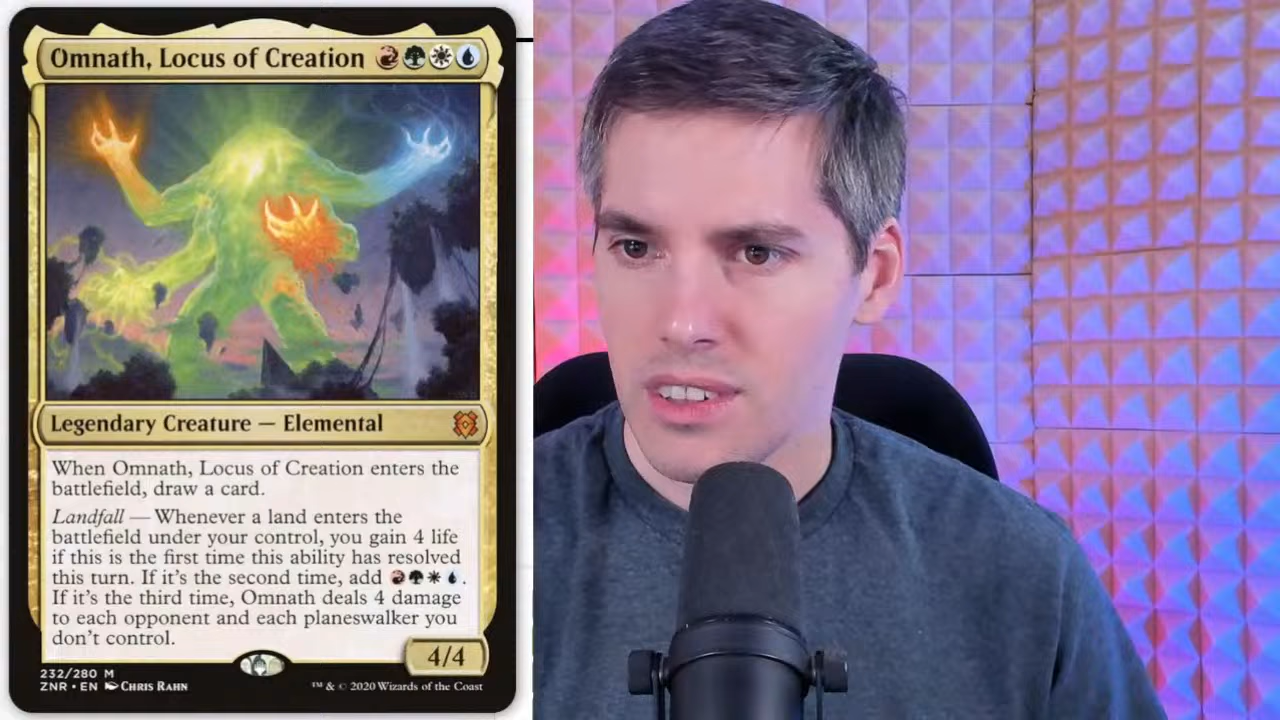 Omnath, Locus of Creation
Legendary Creature — Elemental
When Omnath, Locus of Creation enters the
battlefield, draw a card.
Landfall — Whenever a land enters the
battlefield under your control, you gain 4 life
if this is the first time this ability has resolved
this turn. If it's the second time, add .
If it's the third time, Omnath deals 4 damage
to each opponent and each planeswalker you
don't control.
4/4
232/280 M
ZNR • EN Chris Rahn
™ & © 2020 Wizards of the Coast